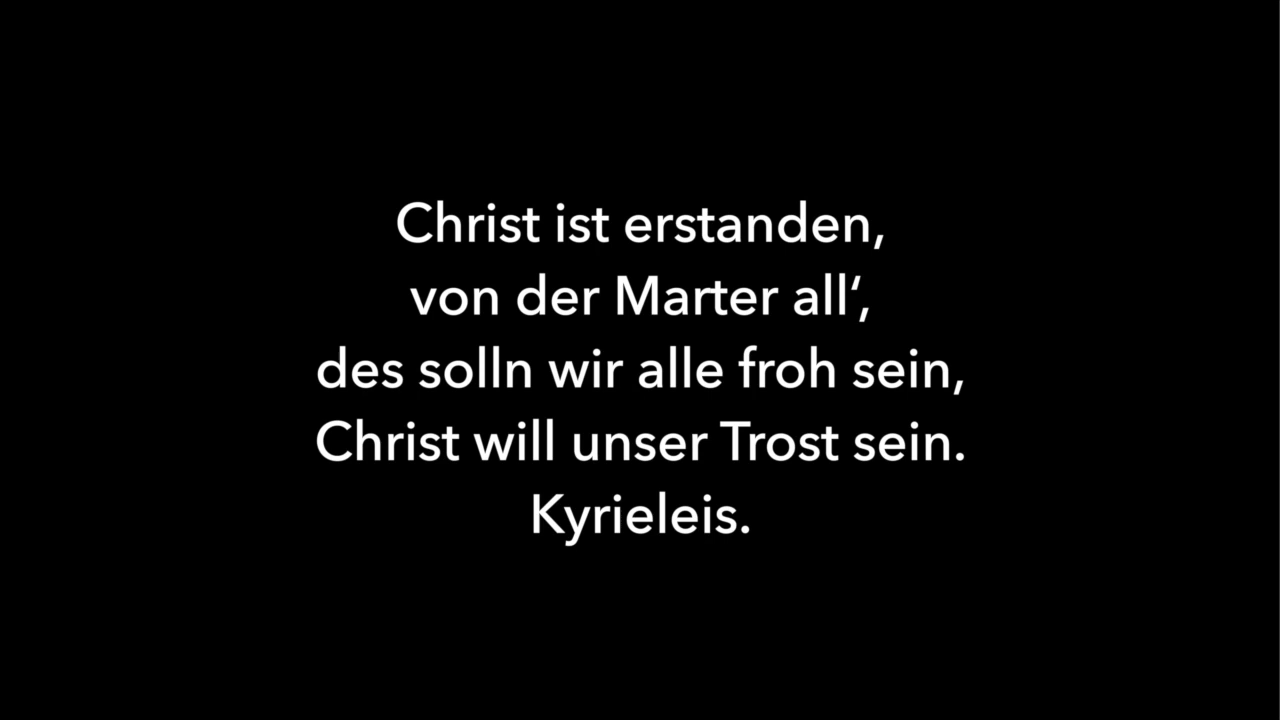 Christ ist erstanden,
von der Marter all‘,
des solln wir alle froh sein,
Christ will unser Trost sein.
Kyrieleis.